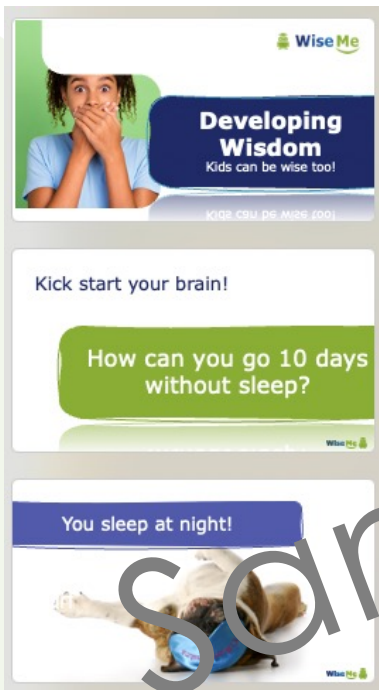 Wise Me
Developing
Wisdom
Kids can be wise too!
Kick start your brain!
How can you go 10 days
without sleep?
Wise Me
You sleep at night!
Wise Me